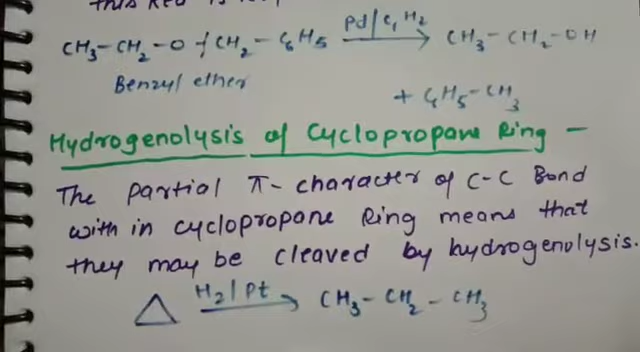 CH₃-CH₂-O-CH₂-C₆H₅ Pd/C, H₂ → CH₃-CH₂-OH
Benzyl ether
+ C₆H₅-CH₃
Hydrogenolysis of Cyclopropane Ring -
The partial π-character of C-C Bond
with in cyclopropane Ring means that
they may be cleaved by hydrogenolysis.
△ H₂/Pt → CH₃-CH₂-CH₃